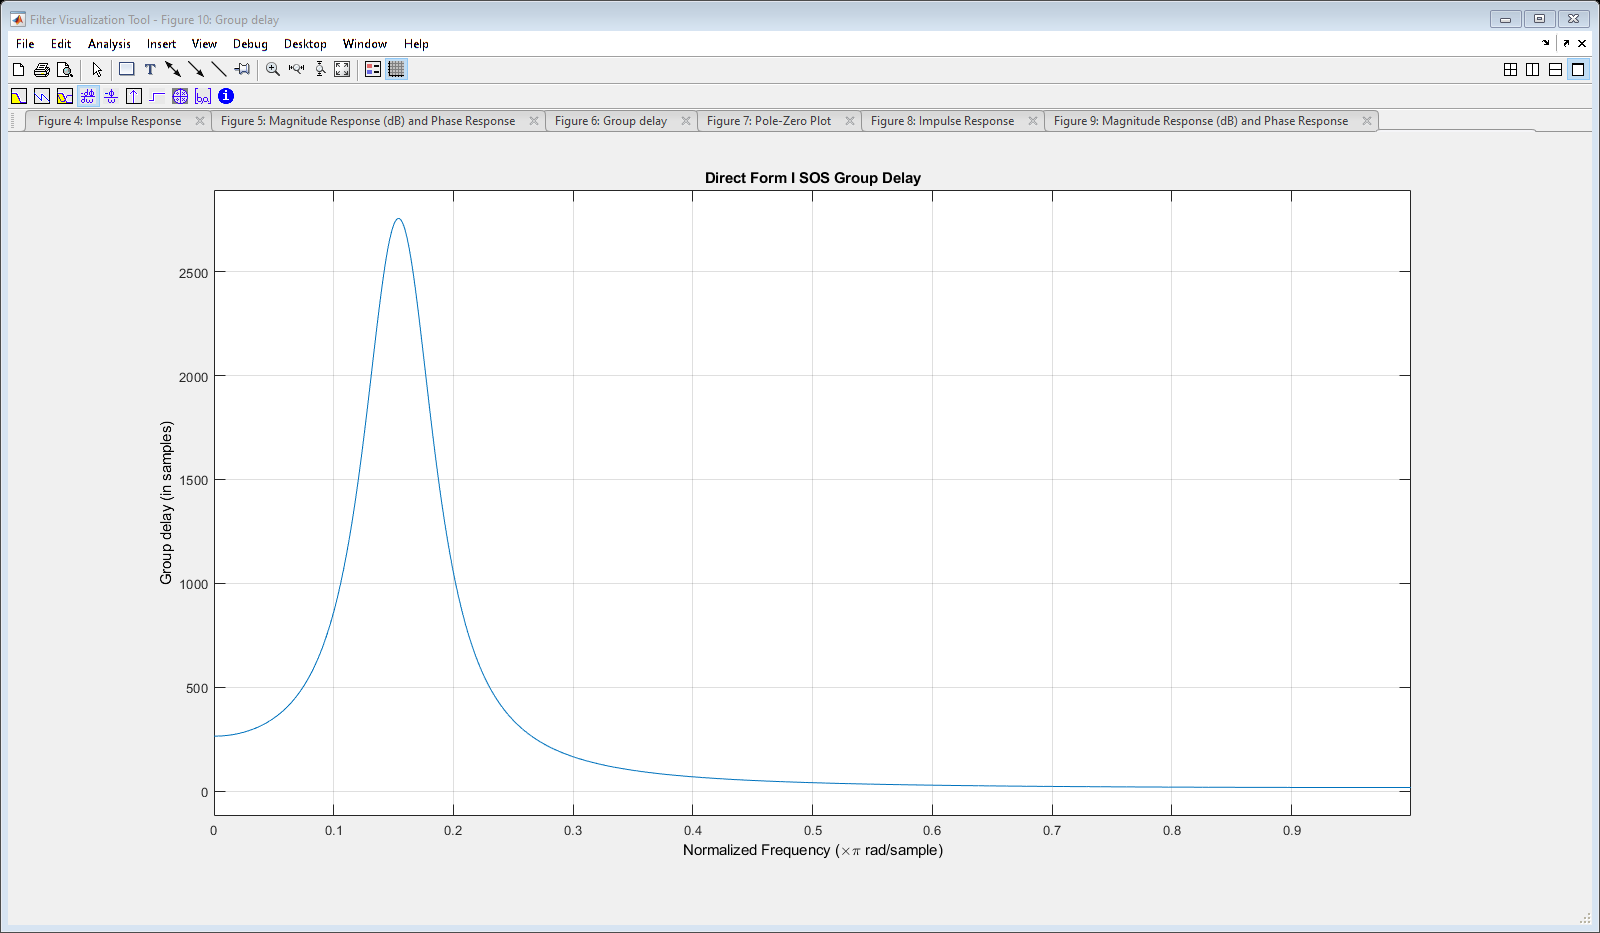 Filter Visualization Tool - Figure 10: Group delay
File Edit Analysis Insert View Debug Desktop Window Help
Figure 4: Impulse Response Figure 5: Magnitude Response (dB) and Phase Response Figure 6: Group delay Figure 7: Pole-Zero Plot Figure 8: Impulse Response Figure 9: Magnitude Response (dB) and Phase Response
Direct Form I SOS Group Delay
Group delay (in samples)
2500
2000
1500
1000
500
0
0 0.1 0.2 0.3 0.4 0.5 0.6 0.7 0.8 0.9
Normalized Frequency (×π rad/sample)